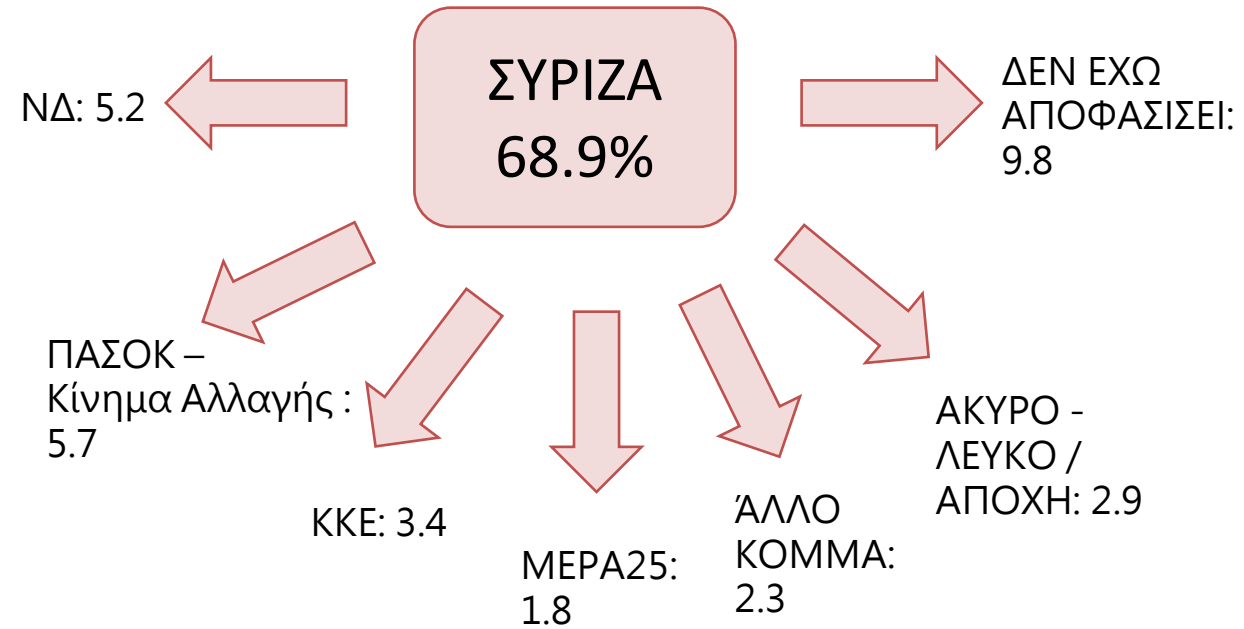 ΣΥΡΙΖΑ
68.9%
ΝΔ: 5.2
ΔΕΝ ΕΧΩ
ΑΠΟΦΑΣΙΣΕΙ:
9.8
ΠΑΣΟΚ –
Κίνημα Αλλαγής :
5.7
ΚΚΕ: 3.4
ΜΕΡΑ25:
1.8
ΆΛΛΟ
ΚΟΜΜΑ:
2.3
ΑΚΥΡΟ -
ΛΕΥΚΟ /
ΑΠΟΧΗ: 2.9